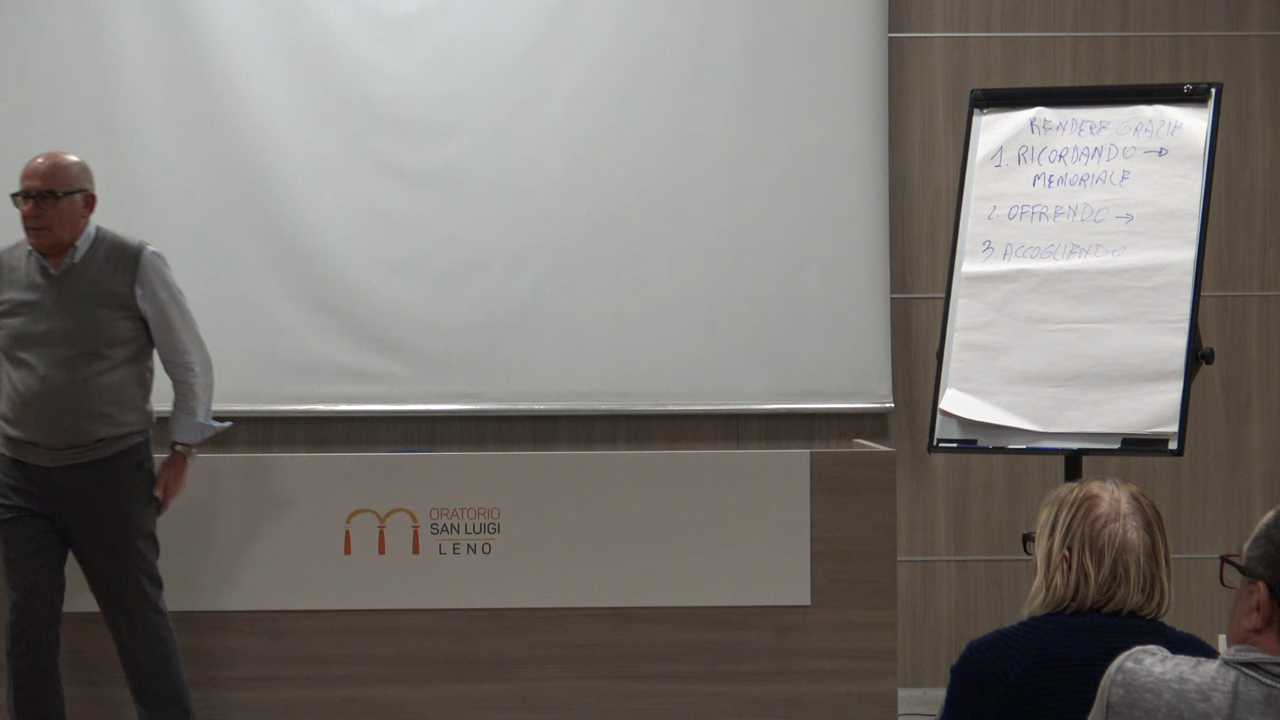 RENDERE GRAZIE
1. RICORDANDO →
MEMORIALE
2. OFFRENDO →
3. ACCOGLIENDO
ORATORIO
SAN LUIGI
LENO